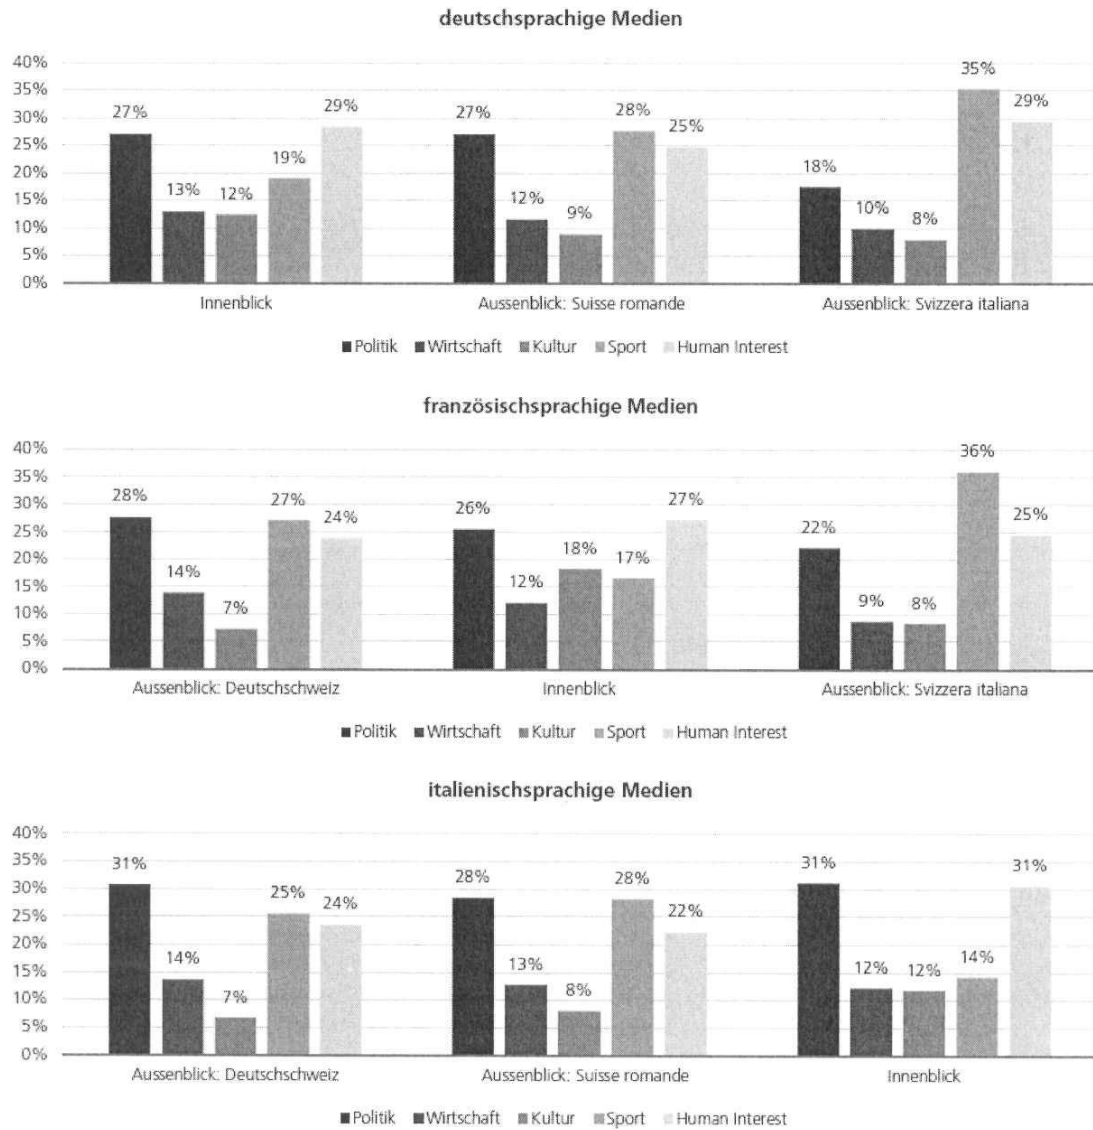 deutschsprachige Medien
40%
35%
30%
25%
20%
15%
10%
5%
0%
27% 13% 12% 19% 29%
27% 12% 9% 28% 25%
18% 10% 8% 35% 29%
Innenblick Aussenblick: Suisse romande Aussenblick: Svizzera italiana
Politik Wirtschaft Kultur Sport Human Interest
französischsprachige Medien
40%
35%
30%
25%
20%
15%
10%
5%
0%
28% 14% 7% 27% 24%
26% 12% 18% 17% 27%
22% 9% 8% 36% 25%
Aussenblick: Deutschschweiz Innenblick Aussenblick: Svizzera italiana
Politik Wirtschaft Kultur Sport Human Interest
italienischsprachige Medien
40%
35%
30%
25%
20%
15%
10%
5%
0%
31% 14% 7% 25% 24%
28% 13% 8% 28% 22%
31% 12% 12% 14% 31%
Aussenblick: Deutschschweiz Aussenblick: Suisse romande Innenblick
Politik Wirtschaft Kultur Sport Human Interest